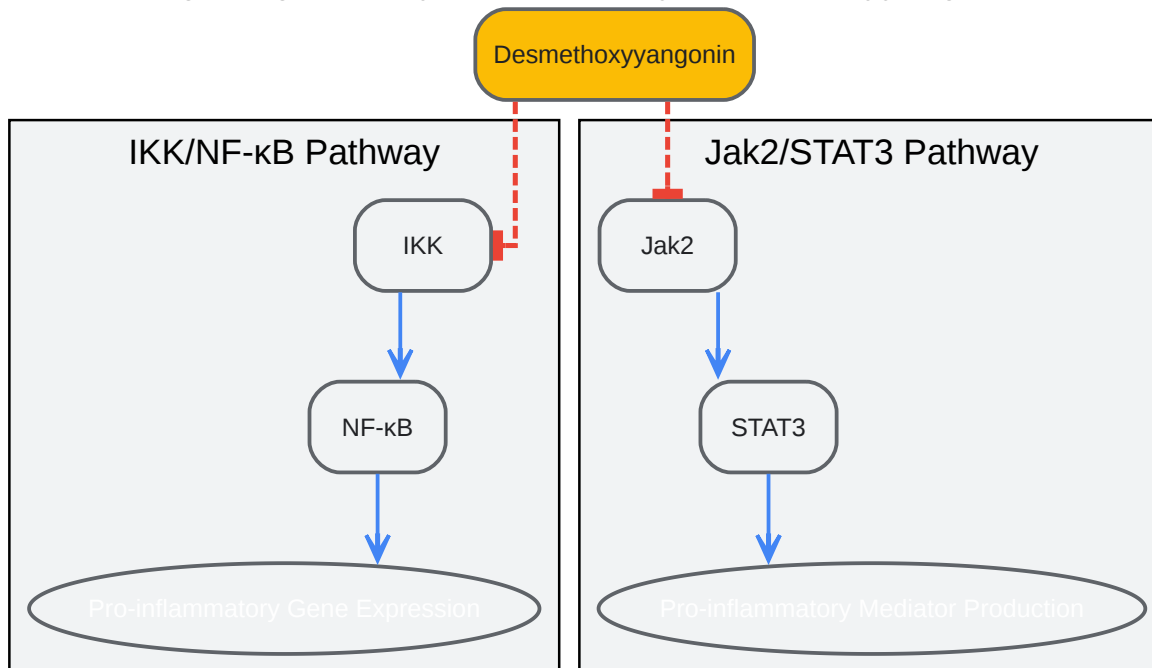 Desmethoxyyangonin
IKK/NF-κB Pathway
Jak2/STAT3 Pathway
IKK
Jak2
NF-κB
STAT3
Pro-inflammatory Gene Expression
Pro-inflammatory Mediator Production